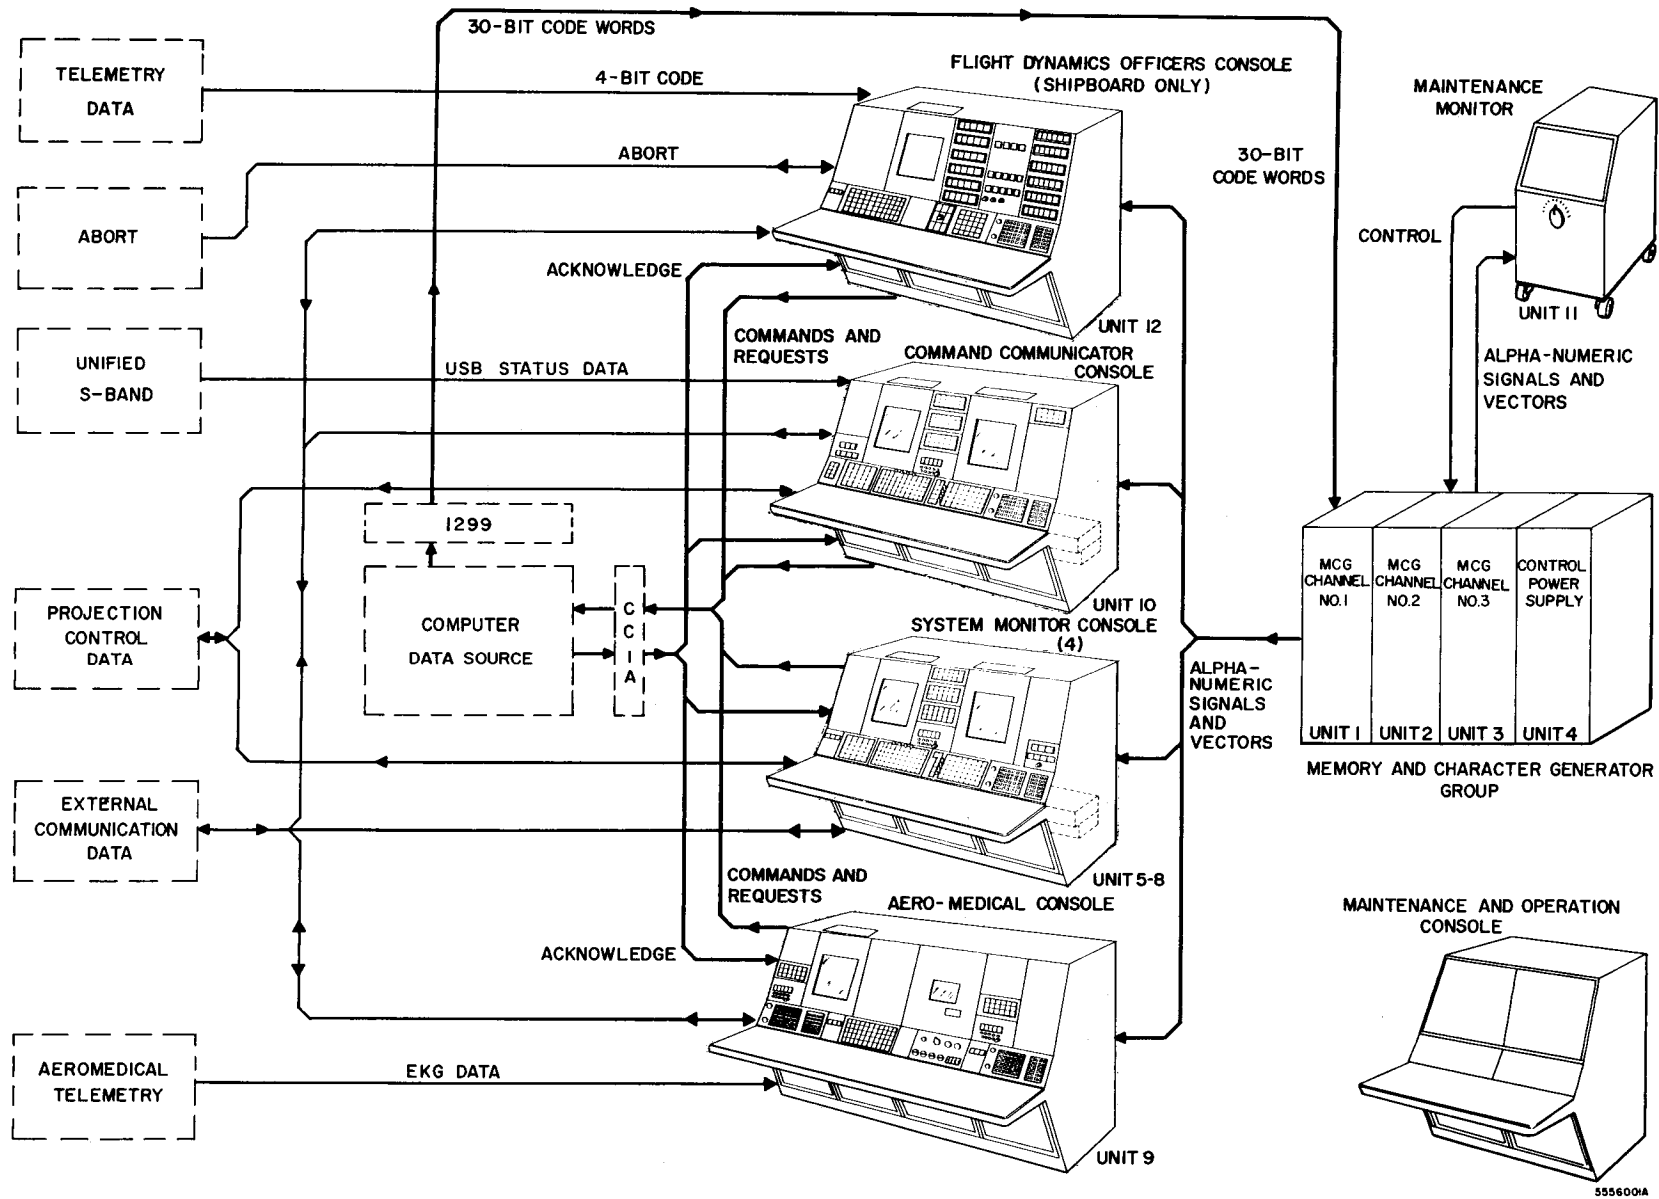 30-BIT CODE WORDS
TELEMETRY
DATA
4-BIT CODE
FLIGHT DYNAMICS OFFICERS CONSOLE
(SHIPBOARD ONLY)
MAINTENANCE
MONITOR
ABORT
30-BIT
CODE WORDS
ABORT
CONTROL
ACKNOWLEDGE
UNIT 12
UNIT 11
COMMANDS AND
REQUESTS
UNIFIED
S-BAND
USB STATUS DATA
COMMAND COMMUNICATOR
CONSOLE
ALPHA-NUMERIC
SIGNALS AND
VECTORS
1299
PROJECTION
CONTROL
DATA
COMPUTER
DATA SOURCE
C
C
I
A
UNIT 10
SYSTEM MONITOR CONSOLE
(4)
ALPHA-
NUMERIC
SIGNALS
AND
VECTORS
MCG
CHANNEL
NO.1
MCG
CHANNEL
NO.2
MCG
CHANNEL
NO.3
CONTROL
POWER
SUPPLY
UNIT 1
UNIT 2
UNIT 3
UNIT 4
MEMORY AND CHARACTER GENERATOR
GROUP
EXTERNAL
COMMUNICATION
DATA
UNIT 5-8
COMMANDS AND
REQUESTS
AERO-MEDICAL CONSOLE
MAINTENANCE AND OPERATION
CONSOLE
ACKNOWLEDGE
AEROMEDICAL
TELEMETRY
EKG DATA
UNIT 9
5556001A